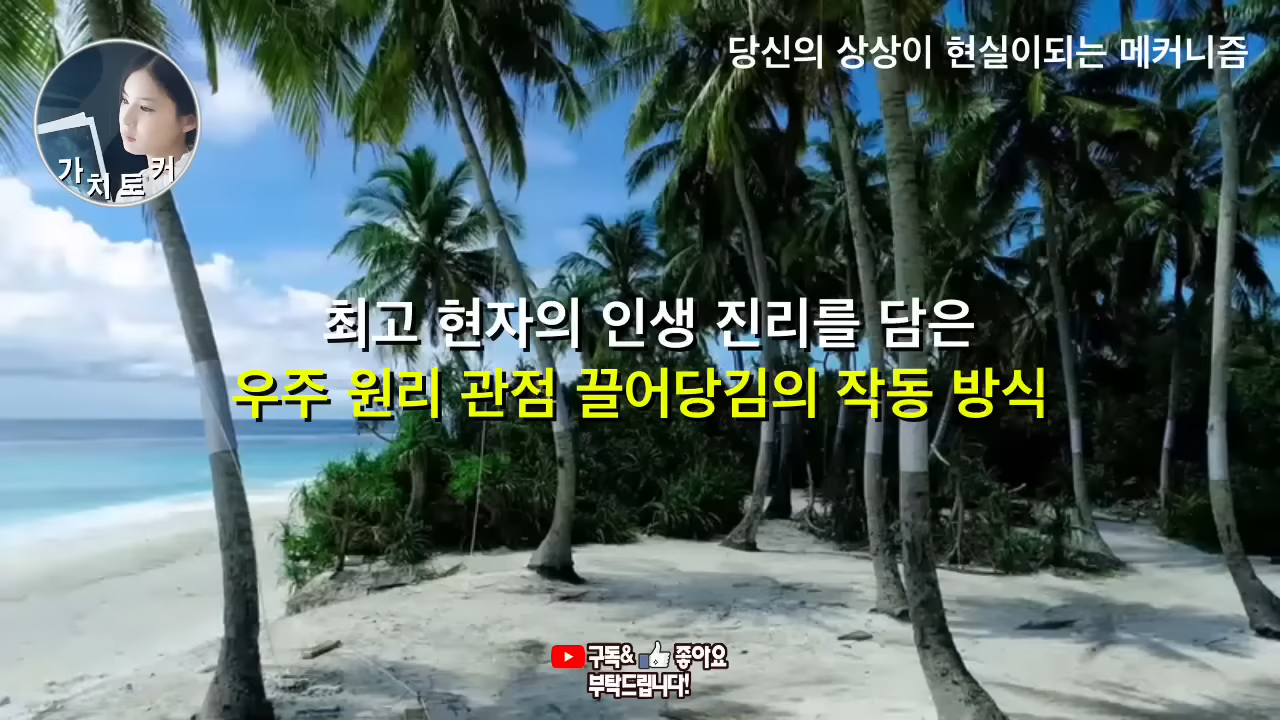 당신의 상상이 현실이되는 메커니즘
가치토커
최고 현자의 인생 진리를 담은
우주 원리 관점 끌어당김의 작동 방식
구독& 좋아요
부탁드립니다!